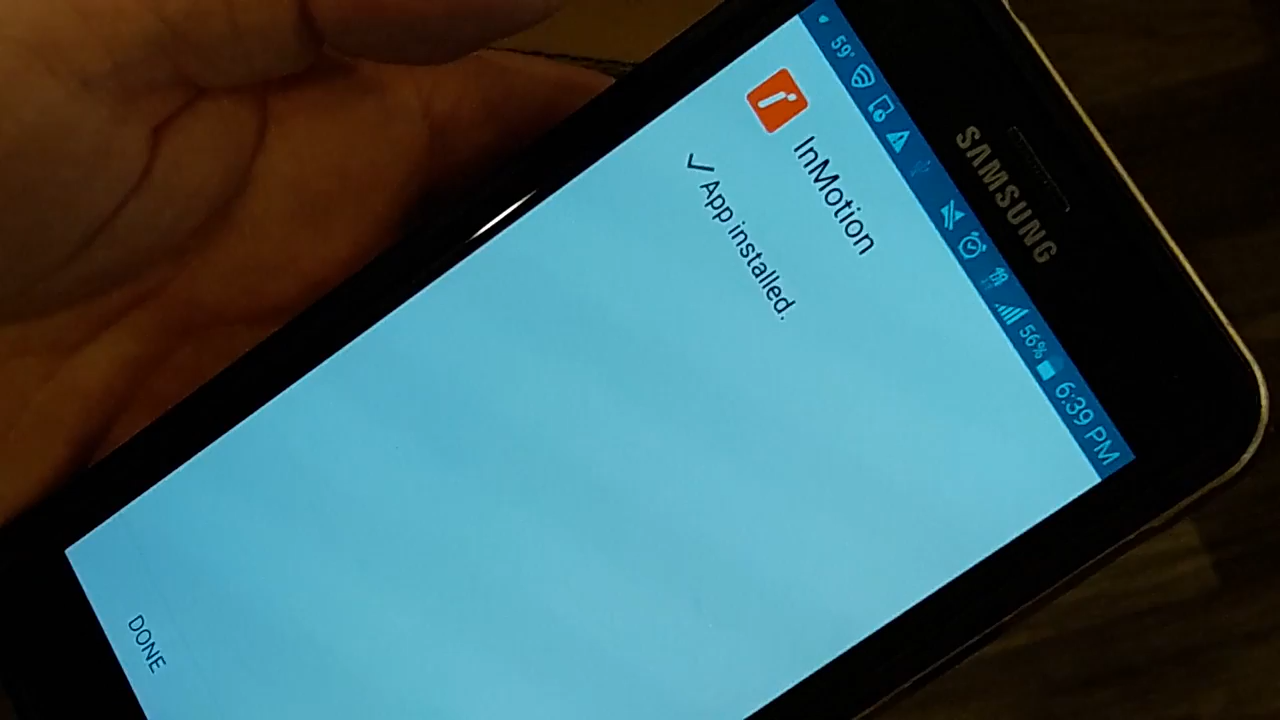 SAMSUNG
59° 56% 6:39 PM
InMotion
App installed.
DONE